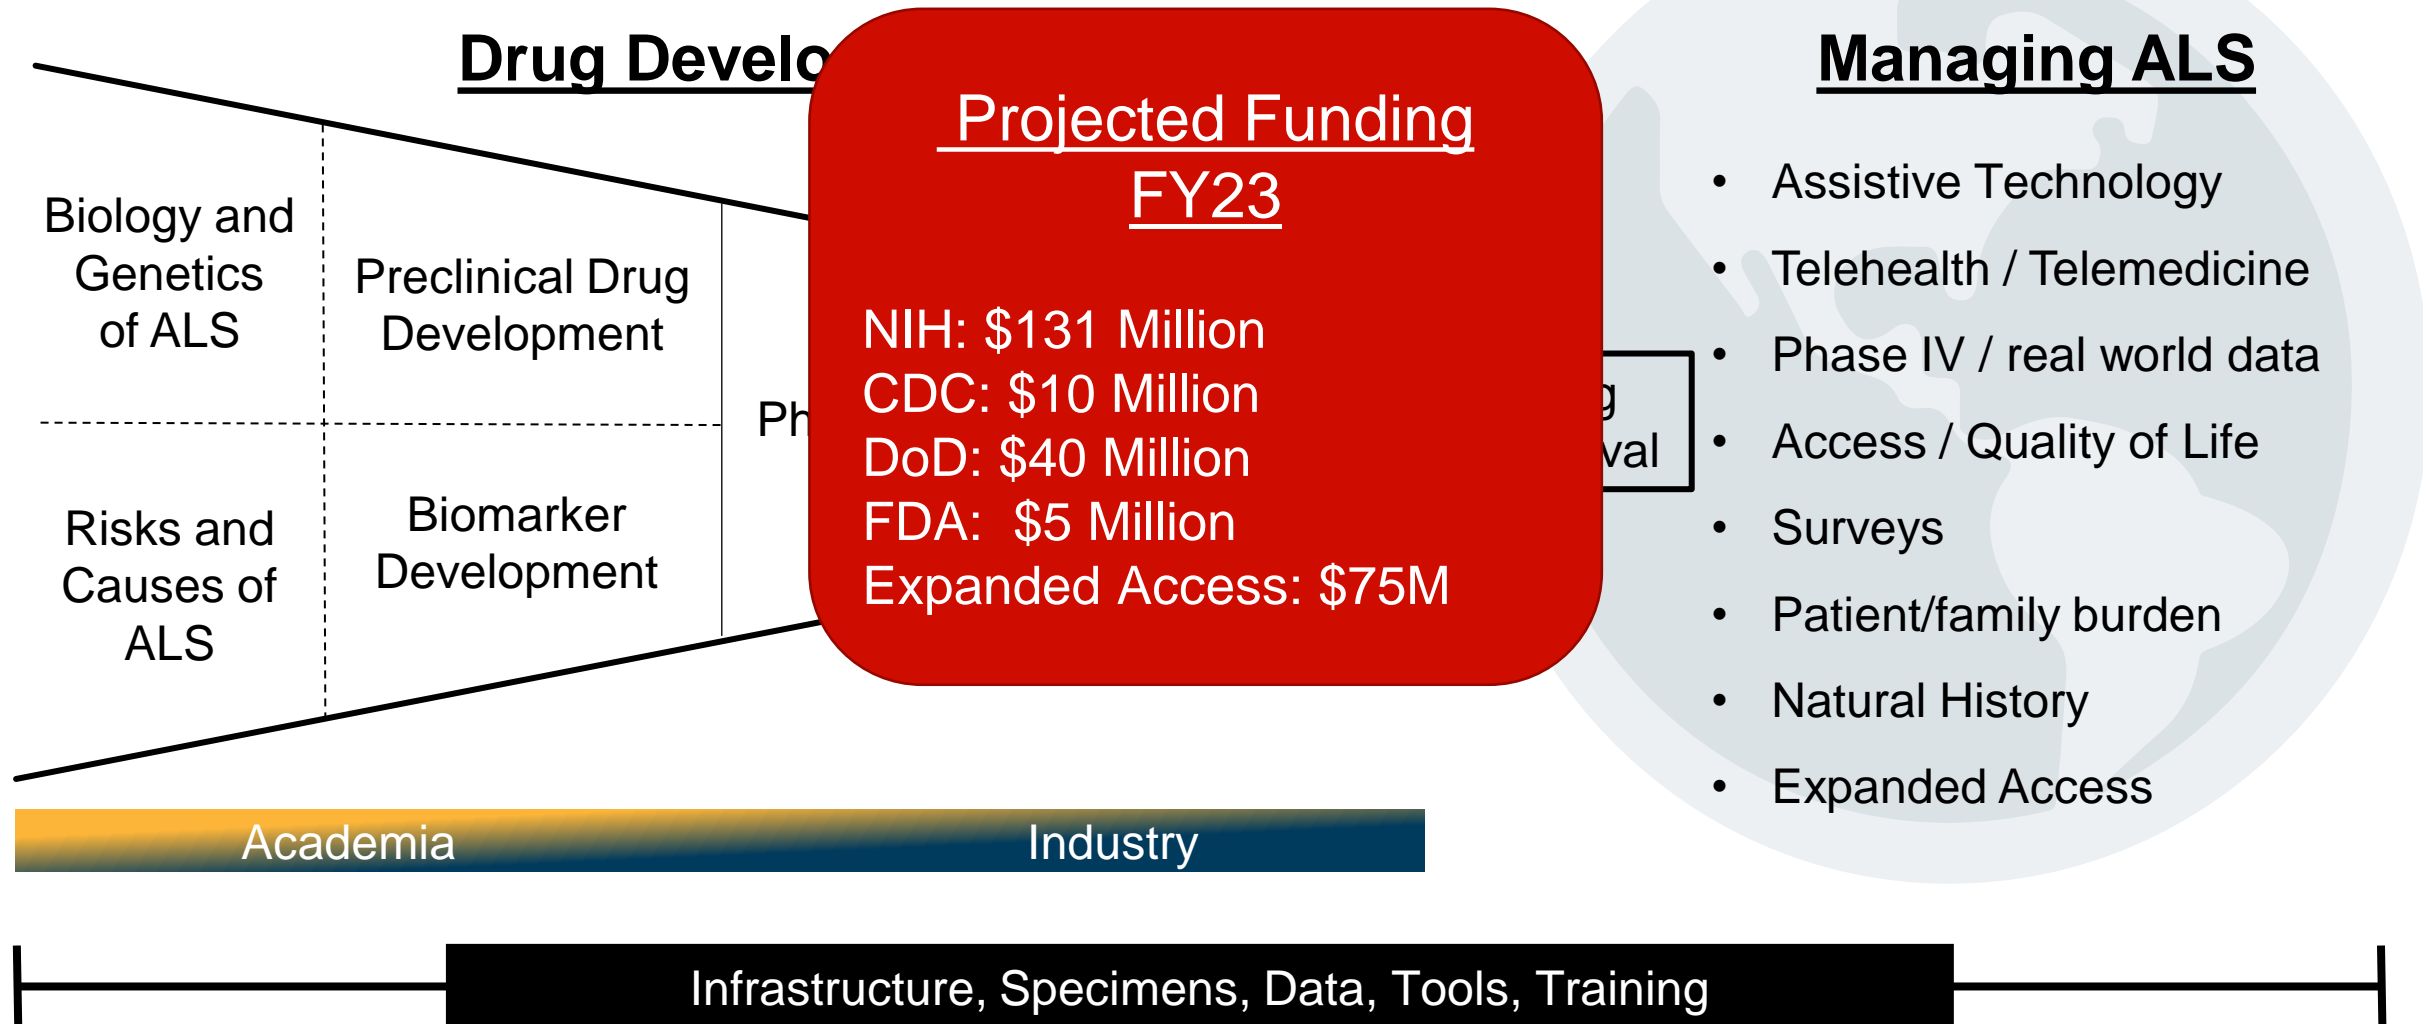 Drug Develo
Managing ALS
Biology and
Genetics
of ALS
Preclinical Drug
Development
Risks and
Causes of
ALS
Biomarker
Development
Ph
Projected Funding
FY23
NIH: $131 Million
CDC: $10 Million
DoD: $40 Million
FDA: $5 Million
Expanded Access: $75M
g
val
• Assistive Technology
• Telehealth / Telemedicine
• Phase IV / real world data
• Access / Quality of Life
• Surveys
• Patient/family burden
• Natural History
• Expanded Access
Academia
Industry
Infrastructure, Specimens, Data, Tools, Training